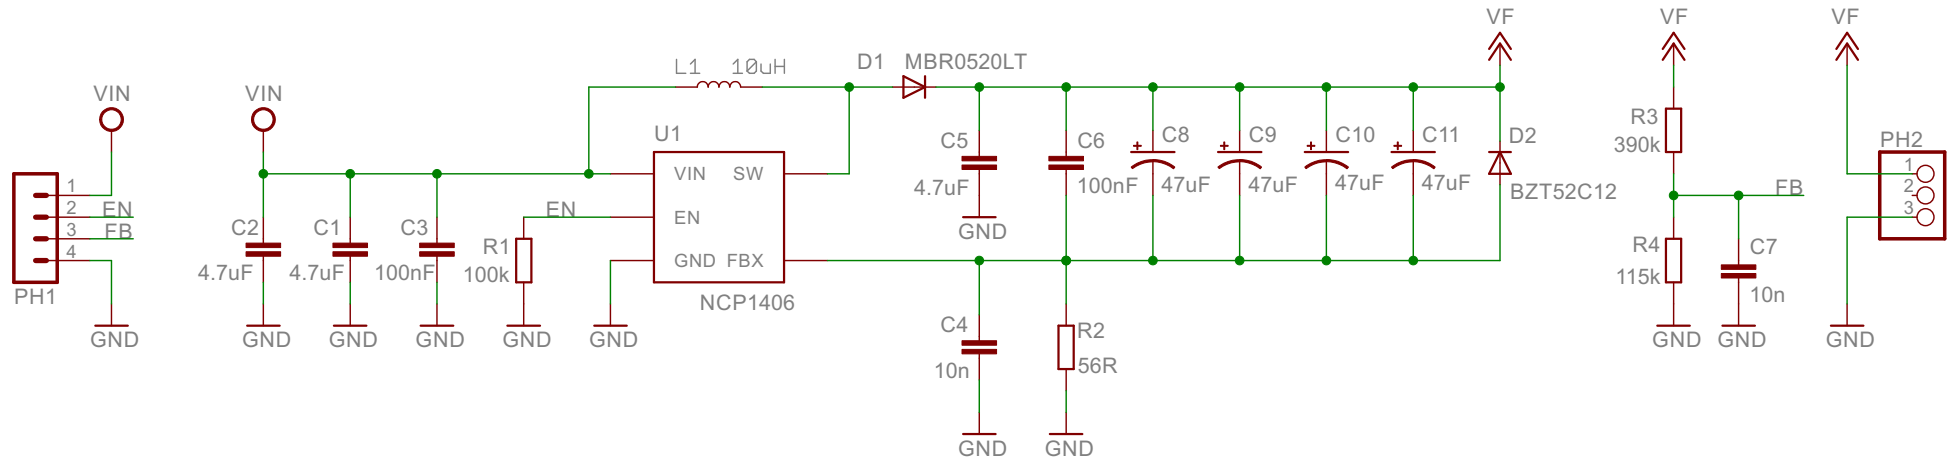 VIN
1
2
EN
3
FB
4
PH1
GND
VIN
C2
4.7uF
GND
C1
4.7uF
GND
C3
100nF
GND
EN
R1
100k
GND
GND
L1 10uH
U1
VIN SW
EN
GND FBX
NCP1406
D1 MBR0520LT
C5
4.7uF
GND
C6
100nF
C8
47uF
C9
47uF
C10
47uF
C11
47uF
VF
D2
BZT52C12
C4
10n
GND
R2
56R
GND
VF
R3
390k
FB
R4
115k
GND
C7
10n
GND
VF
PH2
1
2
3
GND